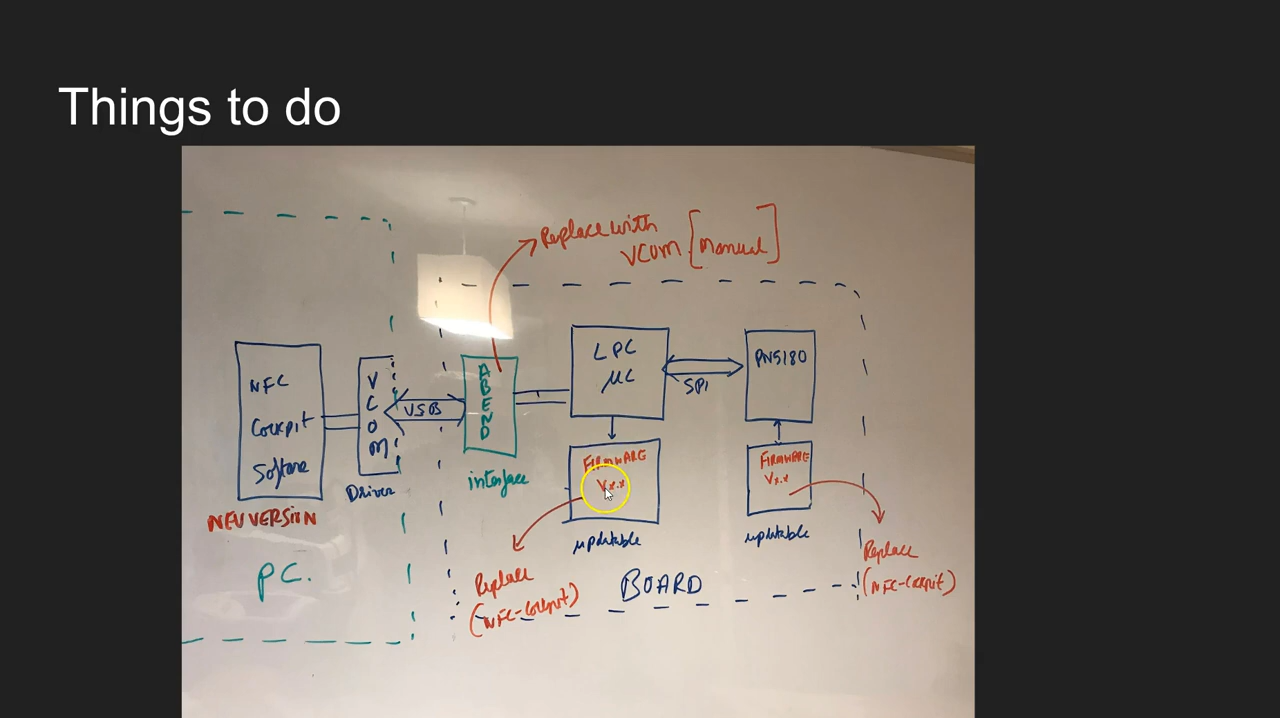 Things to do
Replace with
VCOM [Manual]
NFC
Cockpit
Software
NEW VERSION
PC.
VCOM
Driver
USB
ABEND
interface
LPC
µC
SPI
PN5180
FIRMWARE
Vx.x
updatable
FIRMWARE
Vx.x
updatable
Replace
(NFC-Cockpit)
BOARD
Replace
(NFC-Cockpit)